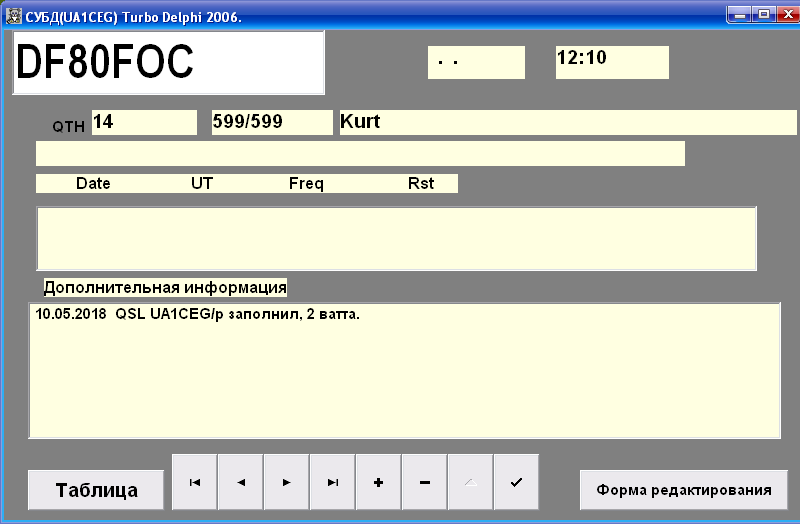 СУБД(UA1CEG) Turbo Delphi 2006.
DF80FOC
. .
12:10
QTH 14 599/599 Kurt
Date UT Freq Rst
Дополнительная информация
10.05.2018 QSL UA1CEG/p заполнил, 2 ватта.
Таблица
Форма редактирования